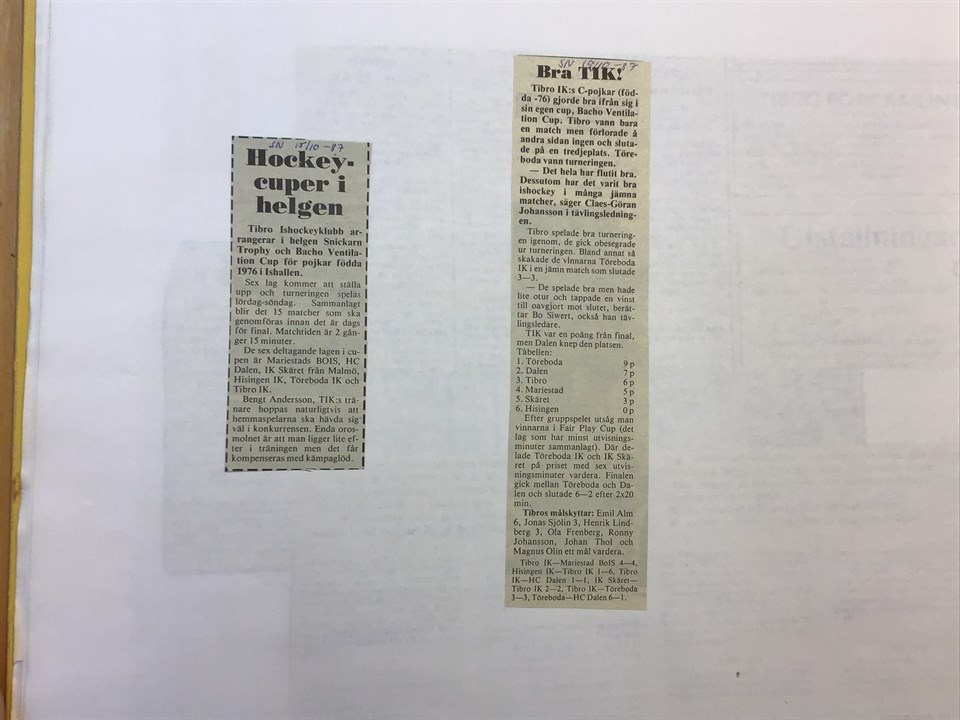 SN 15/10 -87
Hockey-
cuper i
helgen
Tibro Ishockeyklubb ar-
rangerar i helgen Snickarn
Trophy och Bacho Ventila-
tion Cup för pojkar födda
1976 i Ishallen.
Sex lag kommer att ställa
upp och turneringen spelas
lördag-söndag. Sammanlagt
blir det 15 matcher som ska
genomföras innan det är dags
för final. Matchtiden är 2 gån-
ger 15 minuter.
De sex deltagande lagen i cu-
pen är Mariestads BOIS, HC
Dalen, IK Skäret från Malmö,
Hisingen IK, Töreboda IK och
Tibro IK.
Bengt Andersson, TIK:s trä-
nare hoppas naturligtvis att
hemmaspelarna ska hävda sig
väl i konkurrensen. Enda oros-
molnet är att man ligger lite ef-
ter i träningen men det får
kompenseras med kämpaglöd.
SN 19/10 -87
Bra TIK!
Tibro IK:s C-pojkar (föd-
da -76) gjorde bra ifrån sig i
sin egen cup, Bacho Ventila-
tion Cup. Tibro vann bara
en match men förlorade å
andra sidan ingen och sluta-
de på en tredjeplats. Töre-
boda vann turneringen.
— Det hela har flutit bra.
Dessutom har det varit bra
ishockey i många jämna
matcher, säger Claes-Göran
Johansson i tävlingsledning-
en.
Tibro spelade bra turnering-
en igenom, de gick obesegrade
ur turneringen. Bland annat så
skakade de vinnarna Töreboda
IK i en jämn match som slutade
3—3.
— De spelade bra men hade
lite otur och tappade en vinst
till oavgjort mot slutet, berät-
tar Bo Siwert, också han täv-
lingsledare.
TIK var en poäng från final,
men Dalen knep den platsen.
Tabellen:
1. Töreboda 9 p
2. Dalen 7 p
3. Tibro 6 p
4. Mariestad 5 p
5. Skäret 3 p
6. Hisingen 0 p
Efter gruppspelet utsåg man
vinnarna i Fair Play Cup (det
lag som har minst utvisnings-
minuter sammanlagt). Där de-
lade Töreboda IK och IK Skä-
ret på priset med sex utvis-
ningsminuter vardera. Finalen
gick mellan Töreboda och Da-
len och slutade 6—2 efter 2x20
min.
Tibros målskyttar: Emil Alm
6, Jonas Sjölin 3, Henrik Lind-
berg 3, Ola Frenberg, Ronny
Johansson, Johan Thol och
Magnus Olin ett mål vardera.
Tibro IK—Mariestad BoIS 4—4,
Hisingen IK—Tibro IK 1—6, Tibro
IK—HC Dalen 1—1, IK Skäret—
Tibro IK 2—2, Tibro IK—Töreboda
3—3, Töreboda—HC Dalen 6—1.